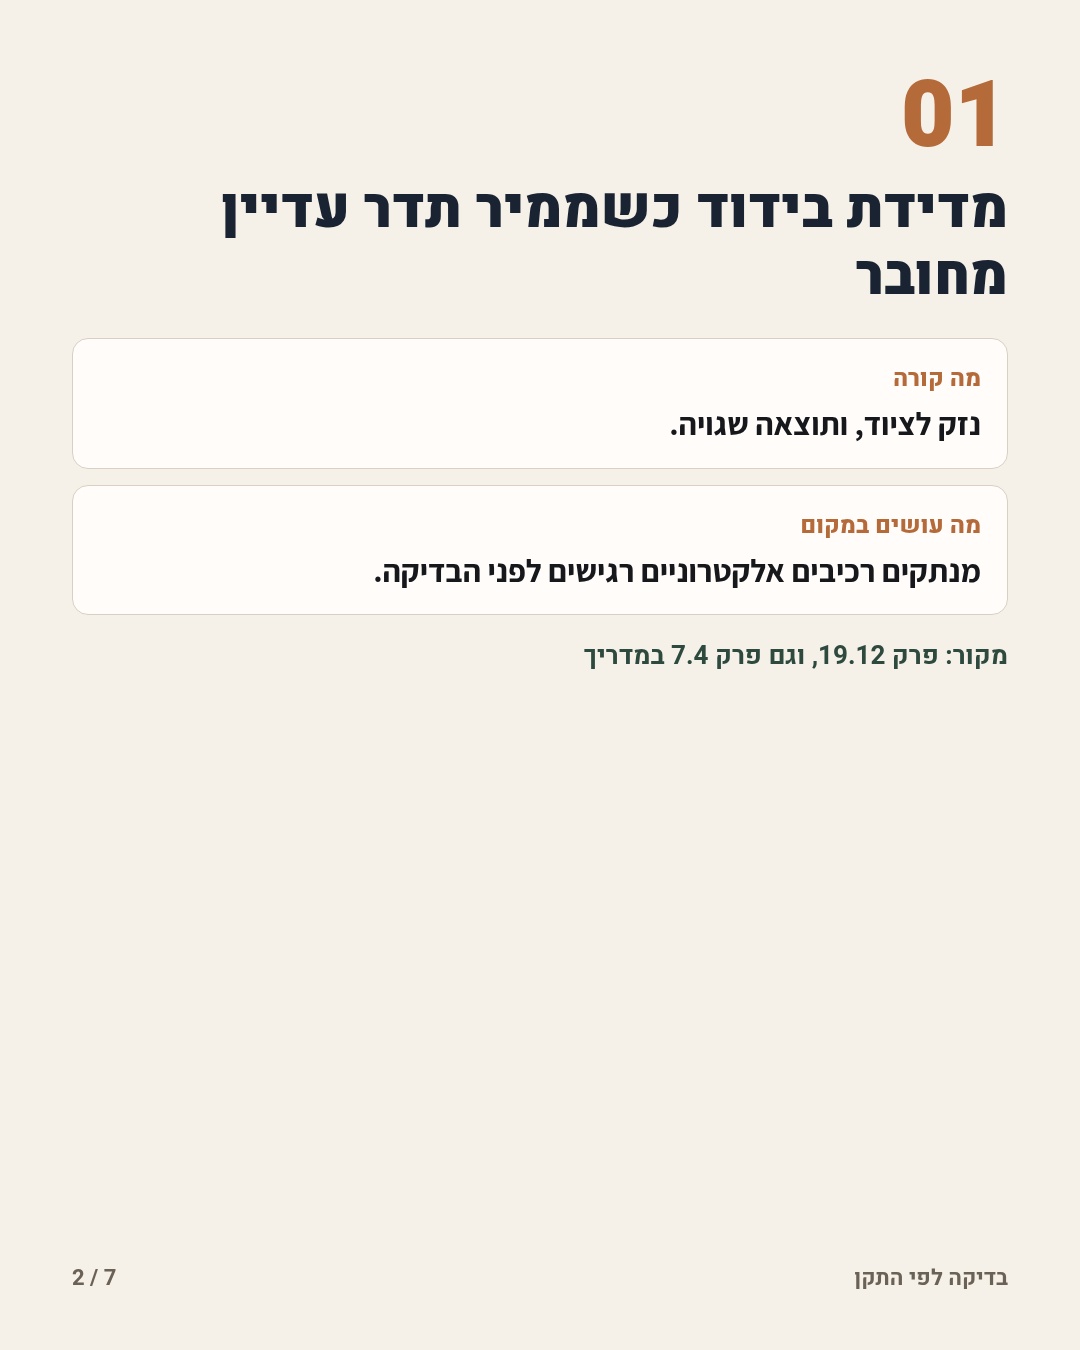 01
מדידת בידוד כשממיר תדר עדיין
מחובר
מה קורה
נזק לציוד, ותוצאה שגויה.
מה עושים במקום
מנתקים רכיבים אלקטרוניים רגישים לפני הבדיקה.
מקור: פרק 19.12, וגם פרק 7.4 במדריך
בדיקה לפי התקן
2 / 7